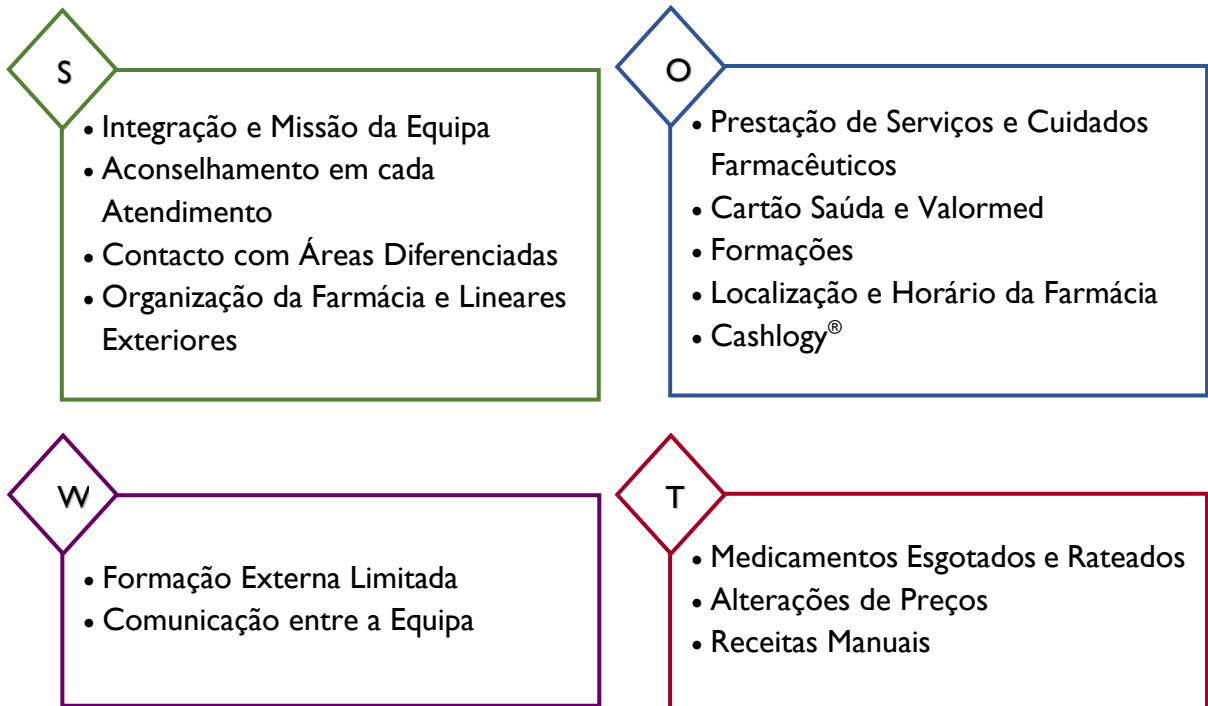 S
• Integração e Missão da Equipa
• Aconselhamento em cada
Atendimento
• Contacto com Áreas Diferenciadas
• Organização da Farmácia e Lineares
Exteriores
O
• Prestação de Serviços e Cuidados
Farmacêuticos
• Cartão Saúda e Valormed
• Formações
• Localização e Horário da Farmácia
• Cashlogy®
W
• Formação Externa Limitada
• Comunicação entre a Equipa
T
• Medicamentos Esgotados e Rateados
• Alterações de Preços
• Receitas Manuais